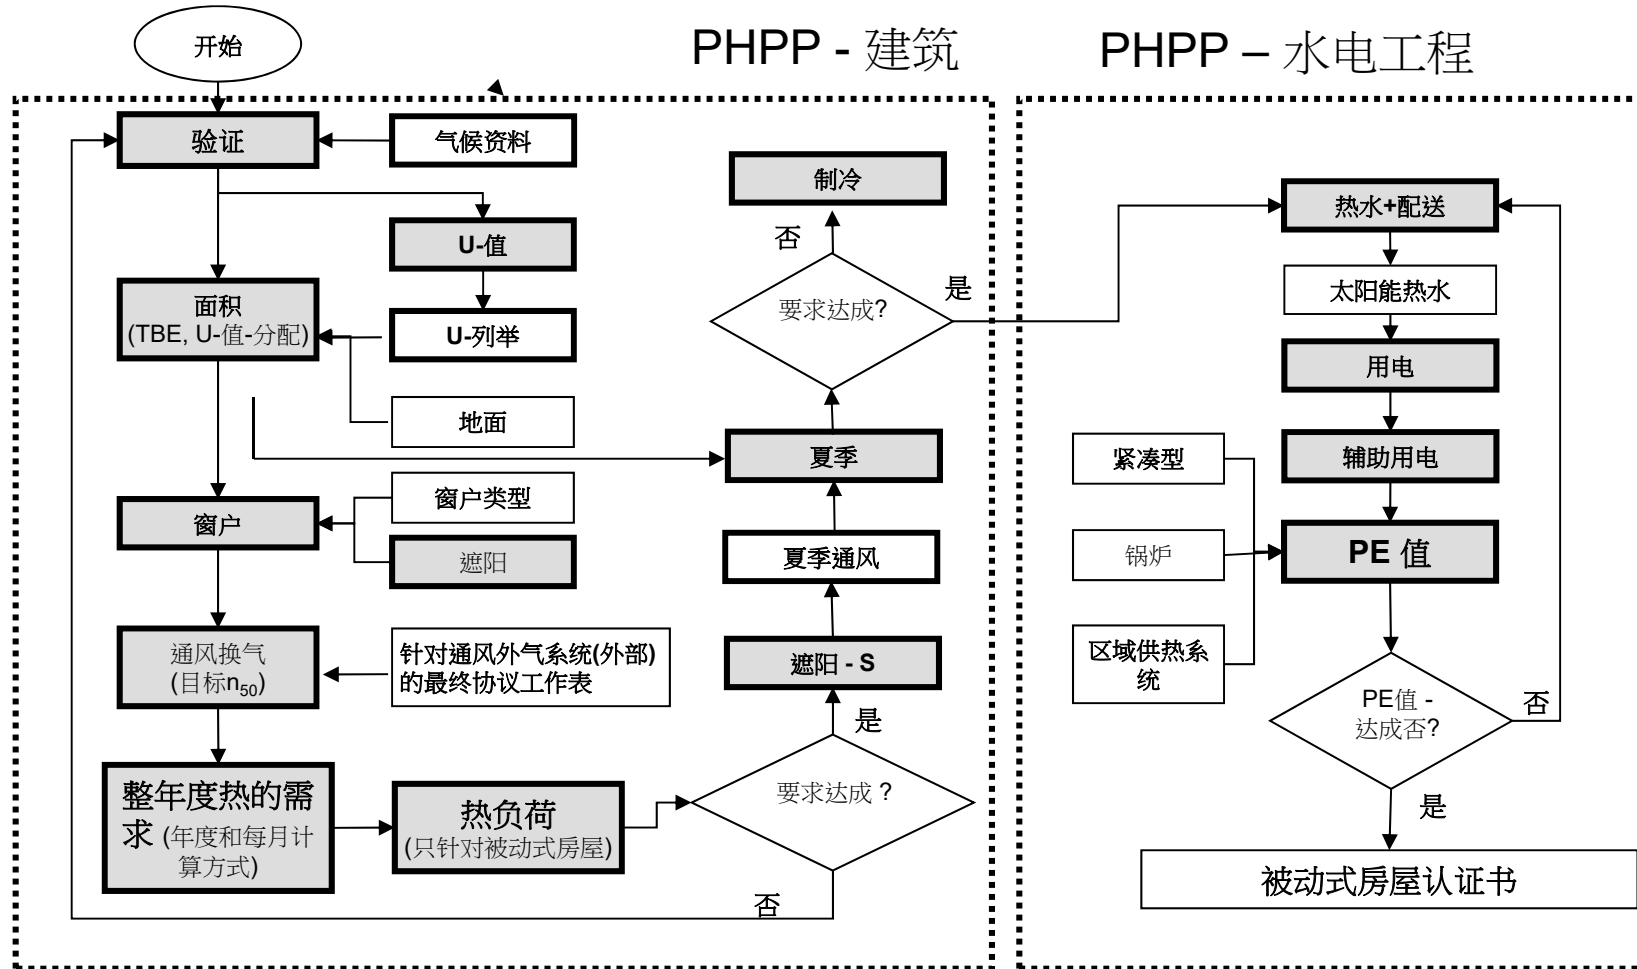 开始
PHPP - 建筑
PHPP – 水电工程
验证
气候资料
U-值
面积
(TBE, U-值-分配)
U-列举
地面
窗户类型
窗户
遮阳
通风换气
(目标n₅₀)
针对通风外气系统(外部)
的最终协议工作表
整年度热的需
求 (年度和每月计
算方式)
热负荷
(只针对被动式房屋)
要求达成 ?
是
否
遮阳 - S
夏季通风
夏季
要求达成?
否
是
制冷
热水+配送
太阳能热水
用电
辅助用电
紧凑型
锅炉
区域供热系
统
PE 值
PE值 -
达成否?
否
是
被动式房屋认证书